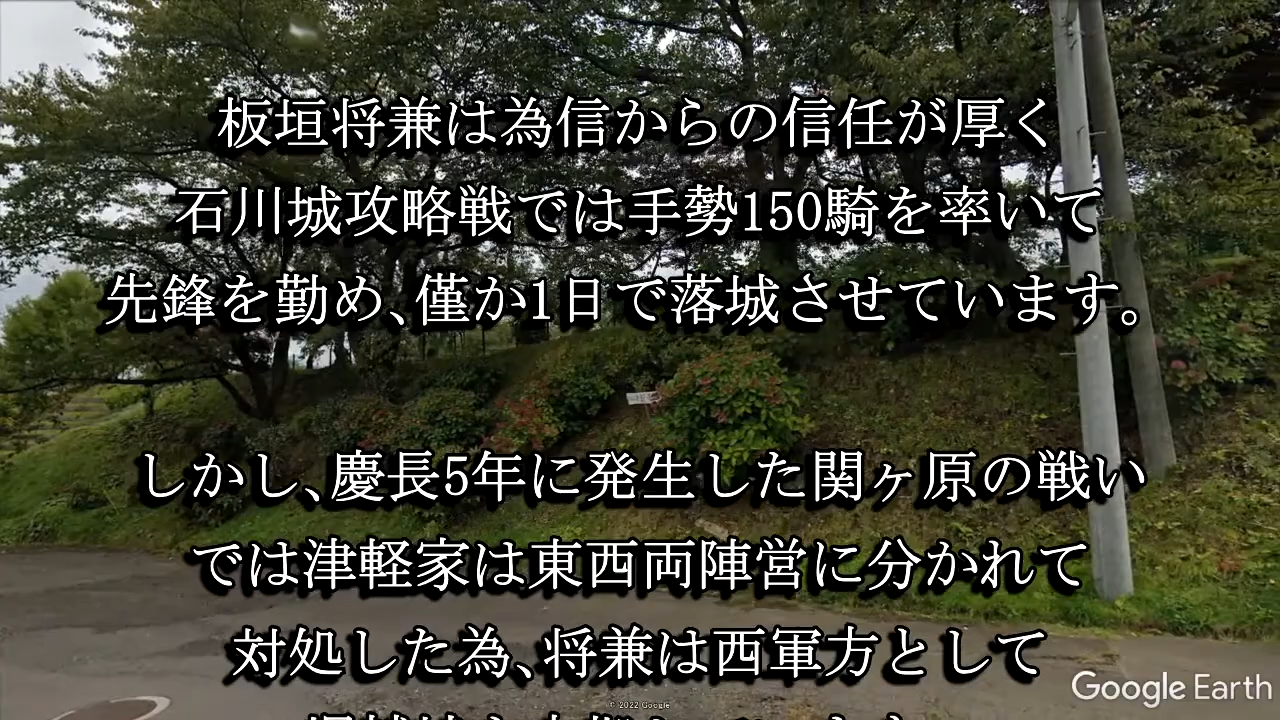 板垣将兼は為信からの信任が厚く
石川城攻略戦では手勢150騎を率いて
先鋒を勤め、僅か1日で落城させています。
しかし、慶長5年に発生した関ヶ原の戦い
では津軽家は東西両陣営に分かれて
対処した為、将兼は西軍方として
Google Earth
© 2022 Google